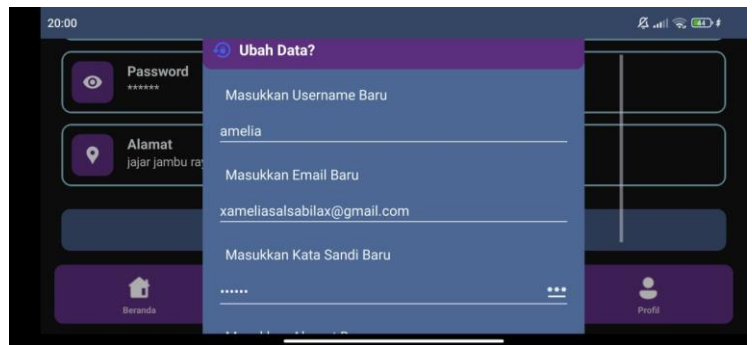 20:00
Ubah Data?
Password
******
Masukkan Username Baru
amelia
Alamat
jajar jambu ray
Masukkan Email Baru
xameliasalsabilax@gmail.com
Masukkan Kata Sandi Baru
••••••
Beranda
Profil